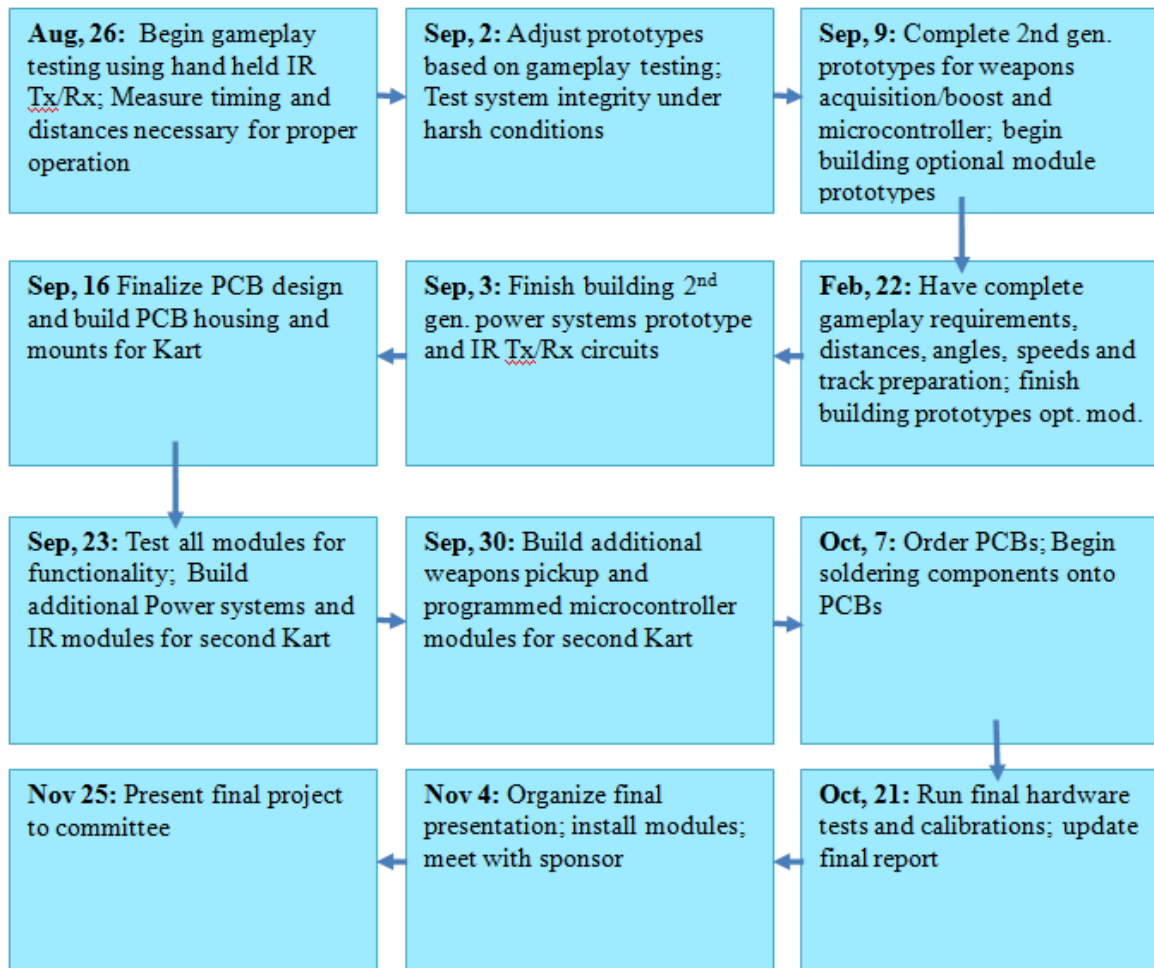 Aug, 26: Begin gameplay
testing using hand held IR
Tx/Rx; Measure timing and
distances necessary for proper
operation
Sep, 2: Adjust prototypes
based on gameplay testing;
Test system integrity under
harsh conditions
Sep, 9: Complete 2nd gen.
prototypes for weapons
acquisition/boost and
microcontroller; begin
building optional module
prototypes
Feb, 22: Have complete
gameplay requirements,
distances, angles, speeds and
track preparation; finish
building prototypes opt. mod.
Sep, 3: Finish building 2nd
gen. power systems prototype
and IR Tx/Rx circuits
Sep, 16 Finalize PCB design
and build PCB housing and
mounts for Kart
Sep, 23: Test all modules for
functionality; Build
additional Power systems and
IR modules for second Kart
Sep, 30: Build additional
weapons pickup and
programmed microcontroller
modules for second Kart
Oct, 7: Order PCBs; Begin
soldering components onto
PCBs
Oct, 21: Run final hardware
tests and calibrations; update
final report
Nov 4: Organize final
presentation; install modules;
meet with sponsor
Nov 25: Present final project
to committee